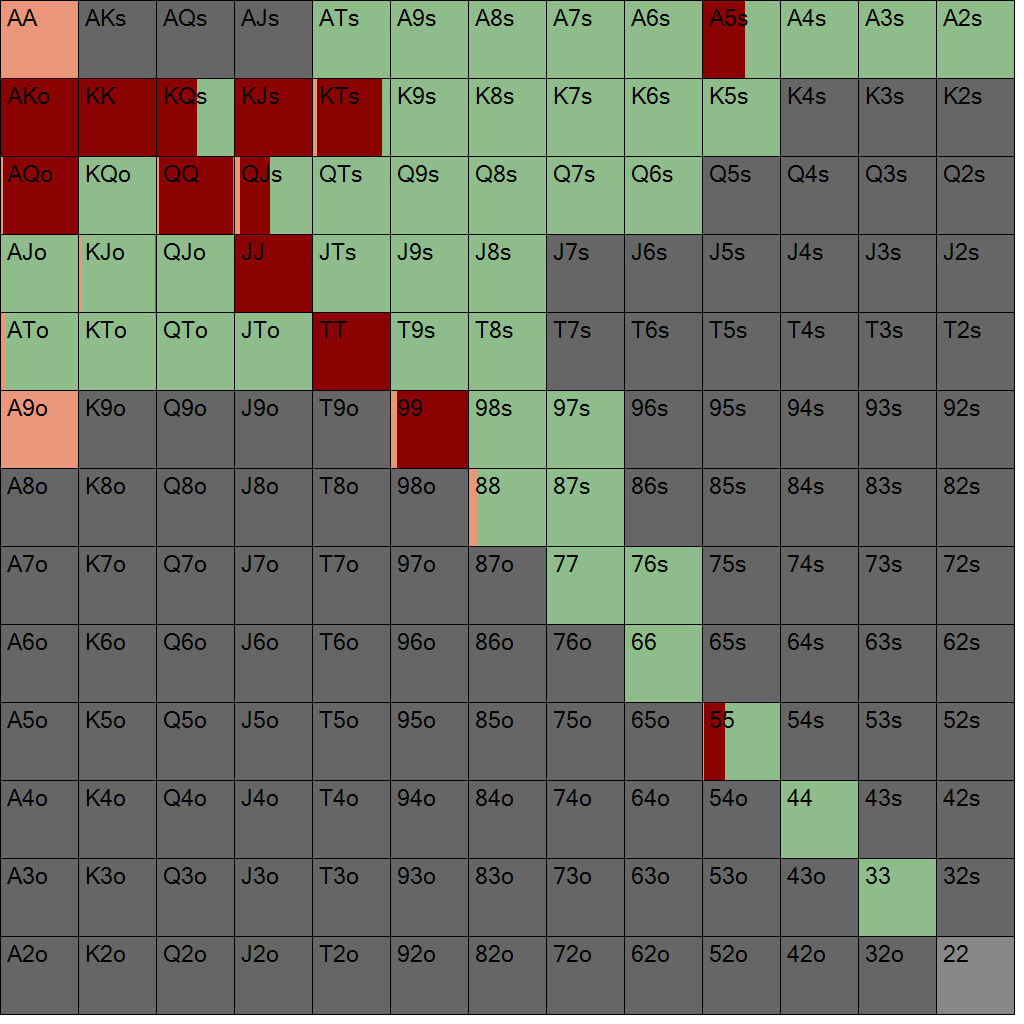 AA AKs AQs AJs ATs A9s A8s A7s A6s A5s A4s A3s A2s
AKo KK KQs KJs KTs K9s K8s K7s K6s K5s K4s K3s K2s
AQo KQo QQ QJs QTs Q9s Q8s Q7s Q6s Q5s Q4s Q3s Q2s
AJo KJo QJo JJ JTs J9s J8s J7s J6s J5s J4s J3s J2s
ATo KTo QTo JTo TT T9s T8s T7s T6s T5s T4s T3s T2s
A9o K9o Q9o J9o T9o 99 98s 97s 96s 95s 94s 93s 92s
A8o K8o Q8o J8o T8o 98o 88 87s 86s 85s 84s 83s 82s
A7o K7o Q7o J7o T7o 97o 87o 77 76s 75s 74s 73s 72s
A6o K6o Q6o J6o T6o 96o 86o 76o 66 65s 64s 63s 62s
A5o K5o Q5o J5o T5o 95o 85o 75o 65o 55 54s 53s 52s
A4o K4o Q4o J4o T4o 94o 84o 74o 64o 54o 44 43s 42s
A3o K3o Q3o J3o T3o 93o 83o 73o 63o 53o 43o 33 32s
A2o K2o Q2o J2o T2o 92o 82o 72o 62o 52o 42o 32o 22